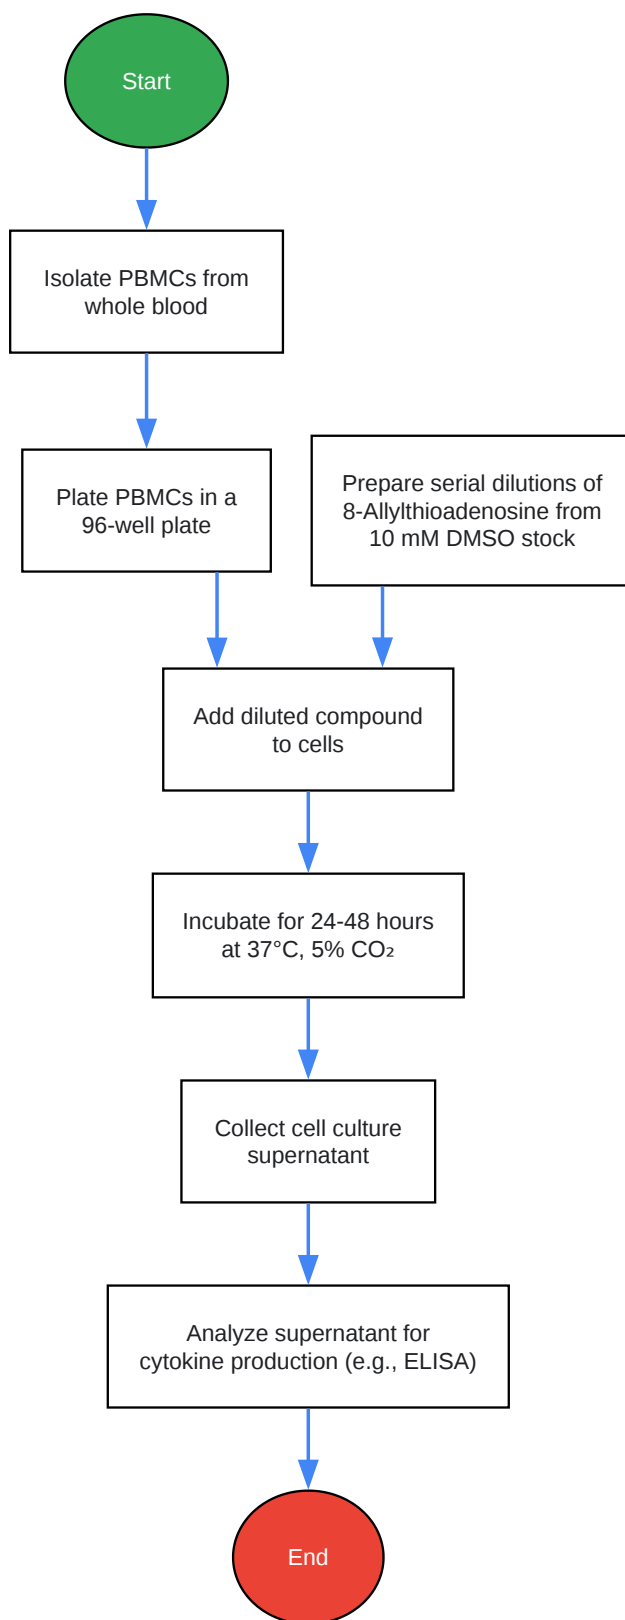 Start
Isolate PBMCs from
whole blood
Plate PBMCs in a
96-well plate
Prepare serial dilutions of
8-Allylthioadenosine from
10 mM DMSO stock
Add diluted compound
to cells
Incubate for 24-48 hours
at 37°C, 5% CO₂
Collect cell culture
supernatant
Analyze supernatant for
cytokine production (e.g., ELISA)
End